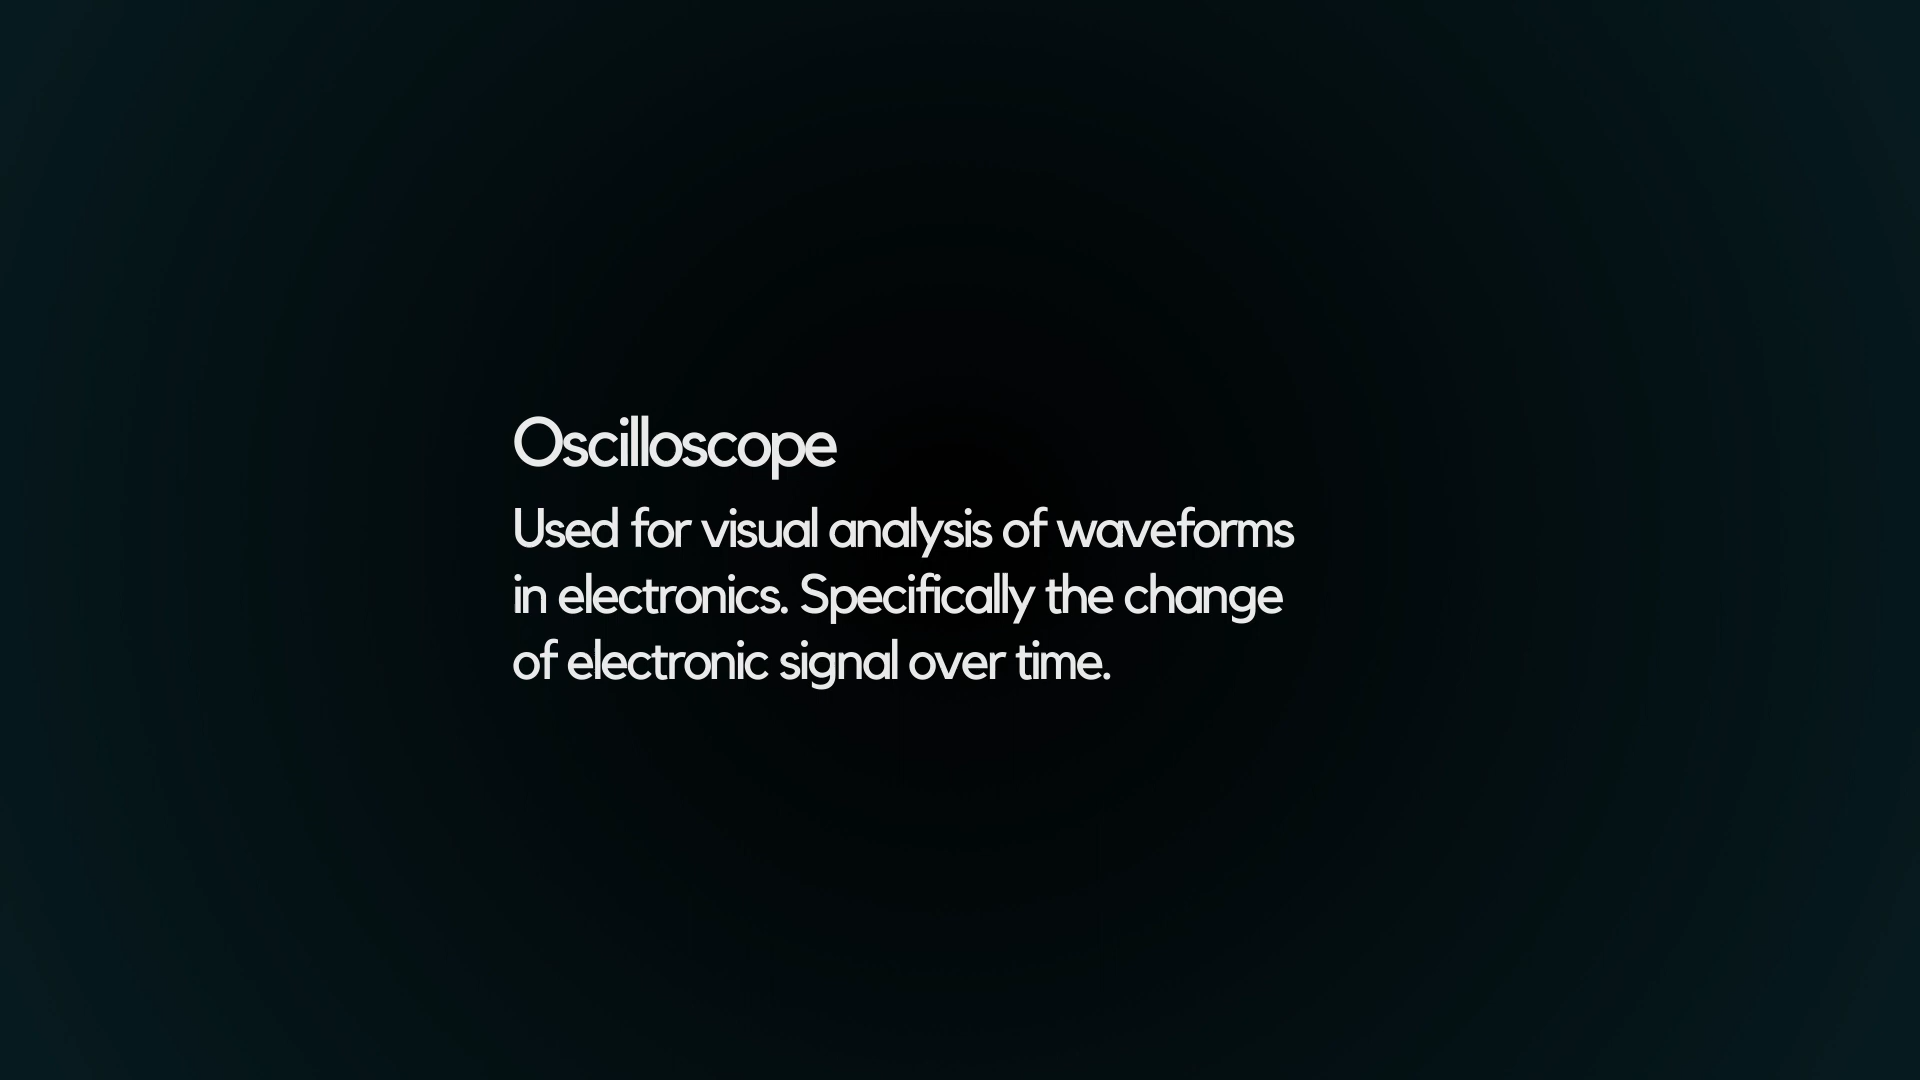 Oscilloscope
Used for visual analysis of waveforms
in electronics. Specifically the change
of electronic signal over time.